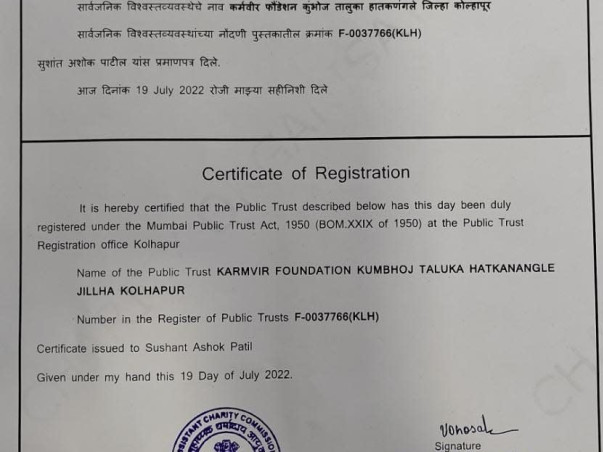 सार्वजनिक विश्वस्तव्यवस्थेचे नाव कर्मवीर फौंडेशन कुंभोज तालुका हातकणंगले जिल्हा कोल्हापूर
सार्वजनिक विश्वस्तव्यवस्थांच्या नोंदणी पुस्तकातील क्रमांक F-0037766(KLH)
सुशांत अशोक पाटील यांस प्रमाणपत्र दिले.
आज दिनांक 19 July 2022 रोजी माझ्या सहीनिशी दिले
Certificate of Registration
It is hereby certified that the Public Trust described below has this day been duly
registered under the Mumbai Public Trust Act, 1950 (BOM.XXIX of 1950) at the Public Trust
Registration office Kolhapur
Name of the Public Trust KARMVIR FOUNDATION KUMBHOJ TALUKA HATKANANGLE
JILLHA KOLHAPUR
Number in the Register of Public Trusts F-0037766(KLH)
Certificate issued to Sushant Ashok Patil
Given under my hand this 19 Day of July 2022.
CHARITY COMMISSIO
Signature